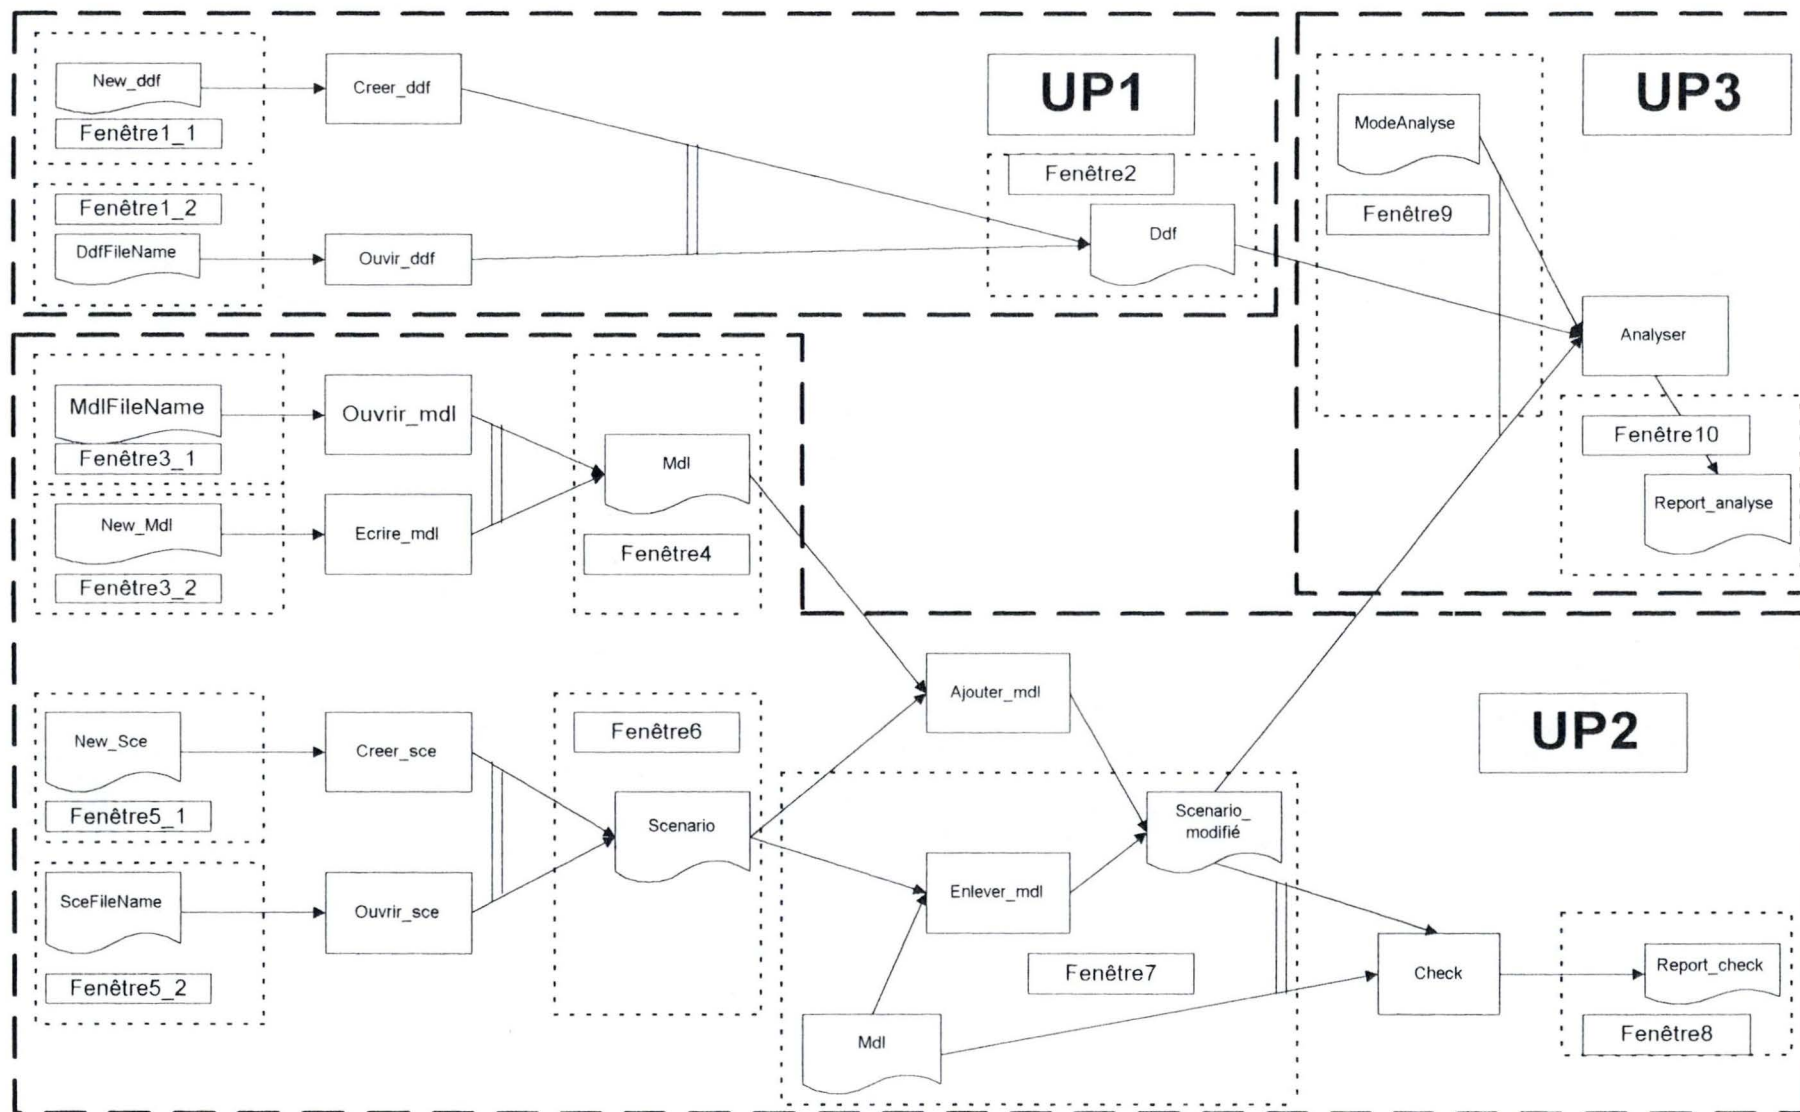 New_ddf
Fenêtre1_1
Creer_ddf
UP1
Fenêtre1_2
DdfFileName
Ouvir_ddf
Fenêtre2
Ddf
UP3
ModeAnalyse
Fenêtre9
Analyser
Fenêtre10
Report_analyse
MdlFileName
Fenêtre3_1
Ouvrir_mdl
New_Mdl
Fenêtre3_2
Ecrire_mdl
Mdl
Fenêtre4
New_Sce
Fenêtre5_1
Creer_sce
SceFileName
Fenêtre5_2
Ouvrir_sce
Fenêtre6
Scenario
Ajouter_mdl
UP2
Scenario_
modifié
Enlever_mdl
Fenêtre7
Mdl
Check
Report_check
Fenêtre8